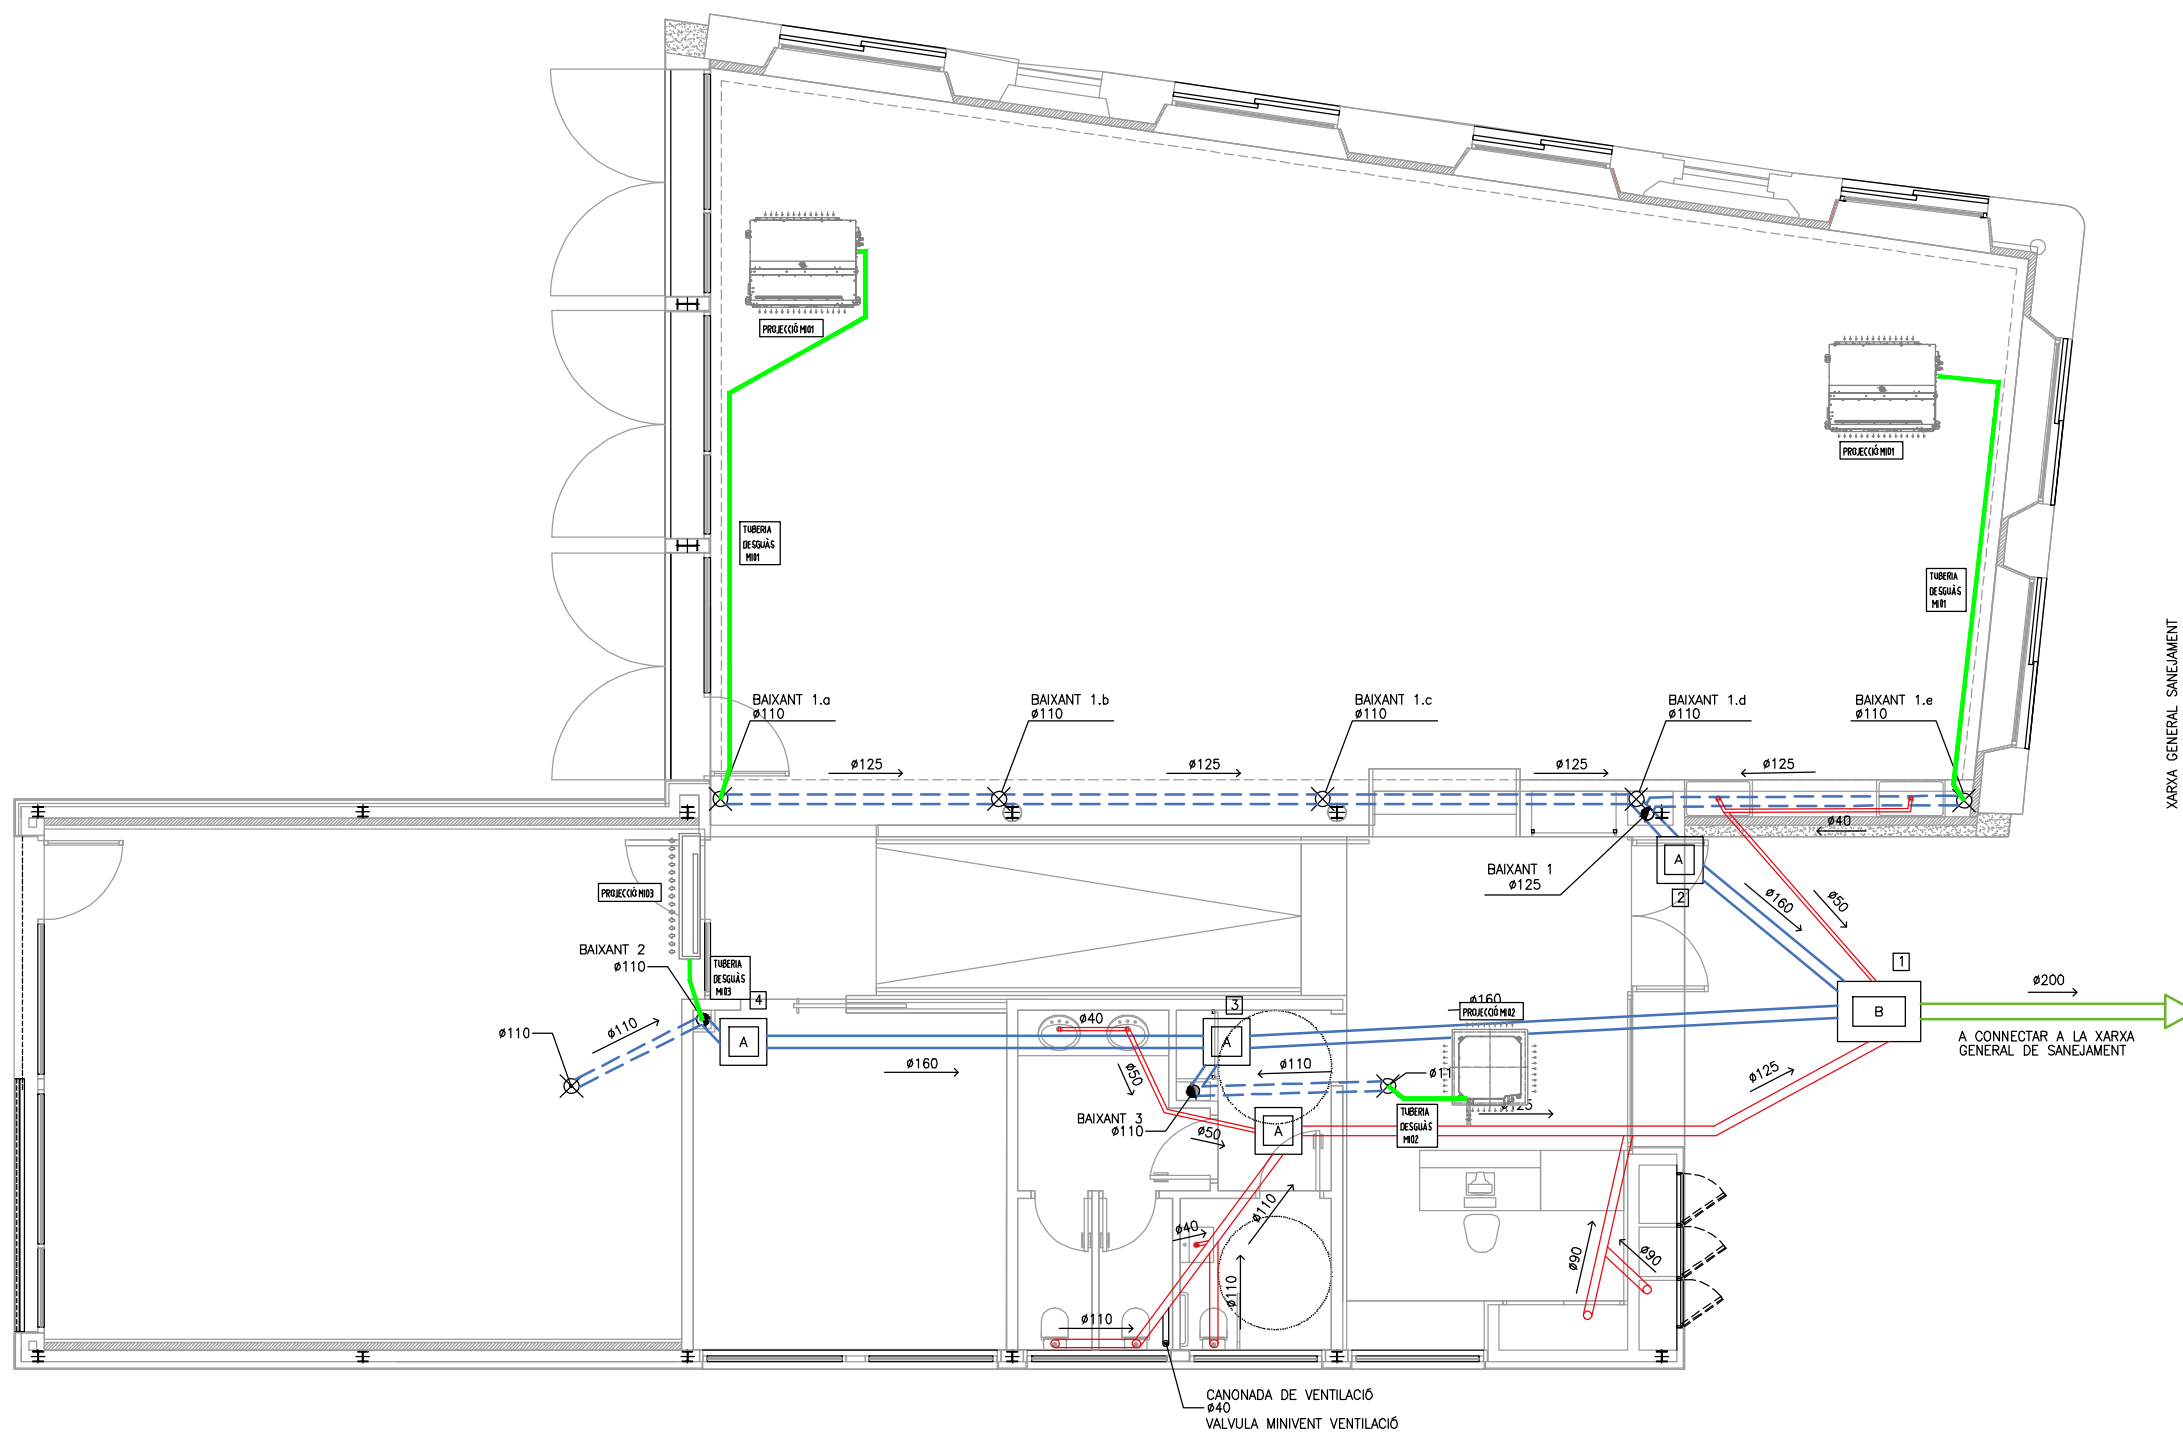 PROJECCIÓ MI01
PROJECCIÓ MI01
TUBERIA
DESGUÀS
MI01
TUBERIA
DESGUÀS
MI01
XARXA GENERAL SANEJAMENT
BAIXANT 1.a
ø110
BAIXANT 1.b
ø110
BAIXANT 1.c
ø110
BAIXANT 1.d
ø110
BAIXANT 1.e
ø110
ø125
ø125
ø125
ø125
ø40
BAIXANT 1
ø125
A
2
ø160
ø50
PROJECCIÓ MI03
BAIXANT 2
ø110
TUBERIA
DESGUÀS
MI03
4
3
1
ø200
ø160
PROJECCIÓ MI02
B
A CONNECTAR A LA XARXA
GENERAL DE SANEJAMENT
ø110
ø110
A
ø40
A
ø160
ø50
ø110
ø11
ø125
TUBERIA
DESGUÀS
MI02
ø125
BAIXANT 3
ø110
ø50
A
ø40
ø110
ø110
ø110
ø90
ø90
CANONADA DE VENTILACIÓ
ø40
VALVULA MINIVENT VENTILACIÓ